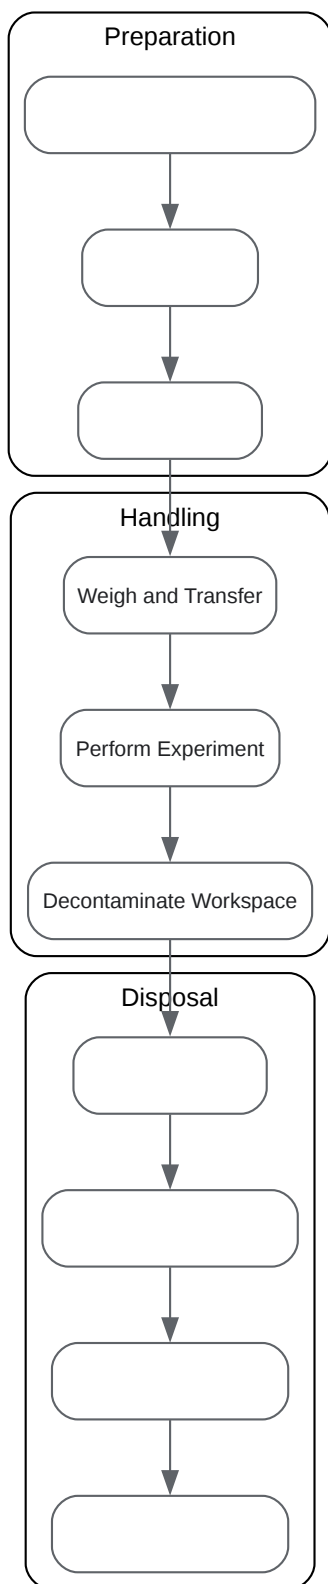 Preparation
Handling
Weigh and Transfer
Perform Experiment
Decontaminate Workspace
Disposal